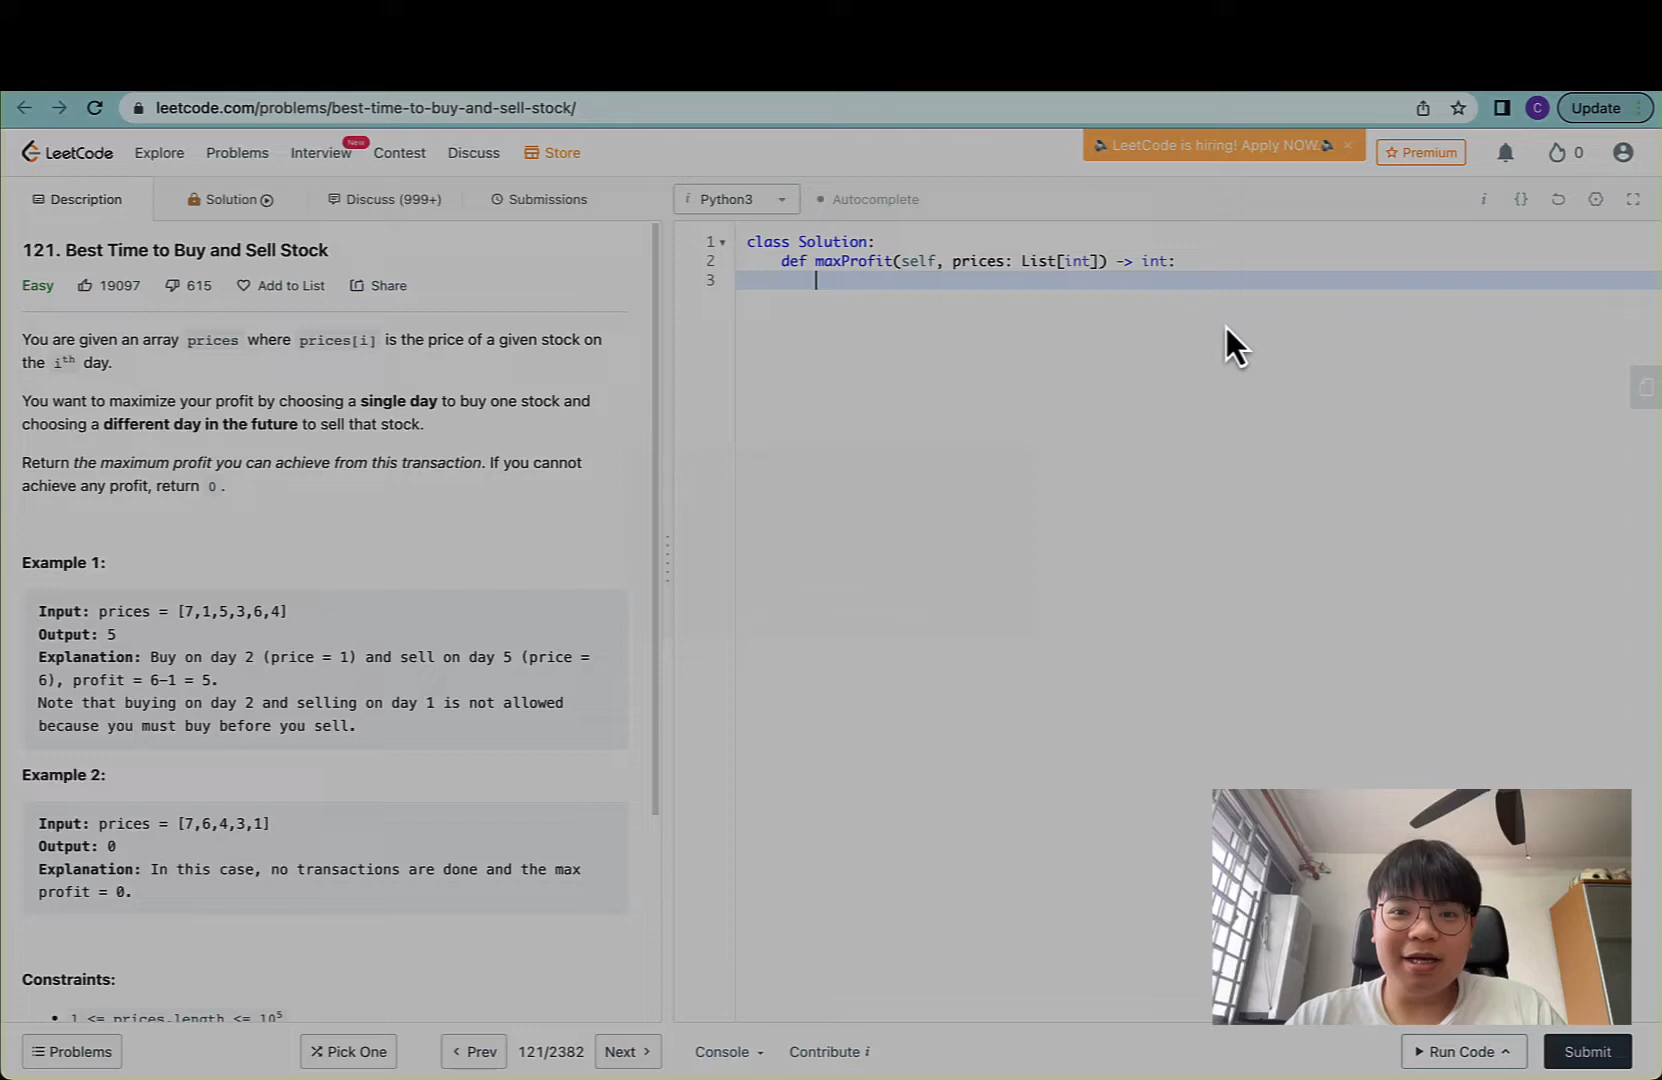 leetcode.com/problems/best-time-to-buy-and-sell-stock/
C
Update
LeetCode
Explore
Problems
Interview
New
Contest
Discuss
Store
LeetCode is hiring! Apply NOW.
Premium
0
Description
Solution
Discuss (999+)
Submissions
i Python3
Autocomplete
i {}
121. Best Time to Buy and Sell Stock
Easy
19097
615
Add to List
Share
You are given an array prices where prices[i] is the price of a given stock on
the ith day.
You want to maximize your profit by choosing a single day to buy one stock and
choosing a different day in the future to sell that stock.
Return the maximum profit you can achieve from this transaction. If you cannot
achieve any profit, return 0 .
Example 1:
Input: prices = [7,1,5,3,6,4]
Output: 5
Explanation: Buy on day 2 (price = 1) and sell on day 5 (price =
6), profit = 6-1 = 5.
Note that buying on day 2 and selling on day 1 is not allowed
because you must buy before you sell.
Example 2:
Input: prices = [7,6,4,3,1]
Output: 0
Explanation: In this case, no transactions are done and the max
profit = 0.
Constraints:
1 <= prices.length <= 10⁵
1 class Solution:
2 def maxProfit(self, prices: List[int]) -> int:
3
Problems
Pick One
Prev
121/2382
Next
Console
Contribute i
Run Code
Submit